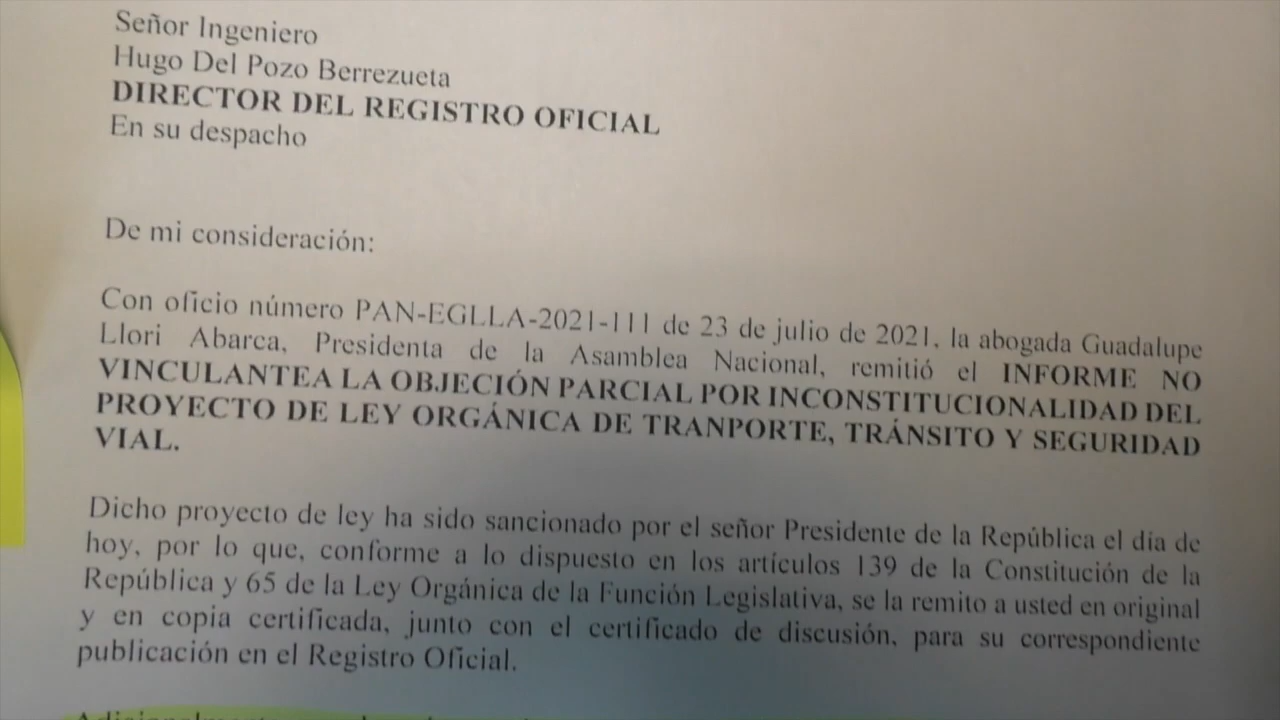 Señor Ingeniero
Hugo Del Pozo Berrezueta
DIRECTOR DEL REGISTRO OFICIAL
En su despacho
De mi consideración:
Con oficio número PAN-EGLLA-2021-111 de 23 de julio de 2021, la abogada Guadalupe
Llori Abarca, Presidenta de la Asamblea Nacional, remitió el INFORME NO
VINCULANTEA LA OBJECIÓN PARCIAL POR INCONSTITUCIONALIDAD DEL
PROYECTO DE LEY ORGÁNICA DE TRANPORTE, TRÁNSITO Y SEGURIDAD
VIAL.
Dicho proyecto de ley ha sido sancionado por el señor Presidente de la República el día de
hoy, por lo que, conforme a lo dispuesto en los artículos 139 de la Constitución de la
República y 65 de la Ley Orgánica de la Función Legislativa, se la remito a usted en original
y en copia certificada, junto con el certificado de discusión, para su correspondiente
publicación en el Registro Oficial.